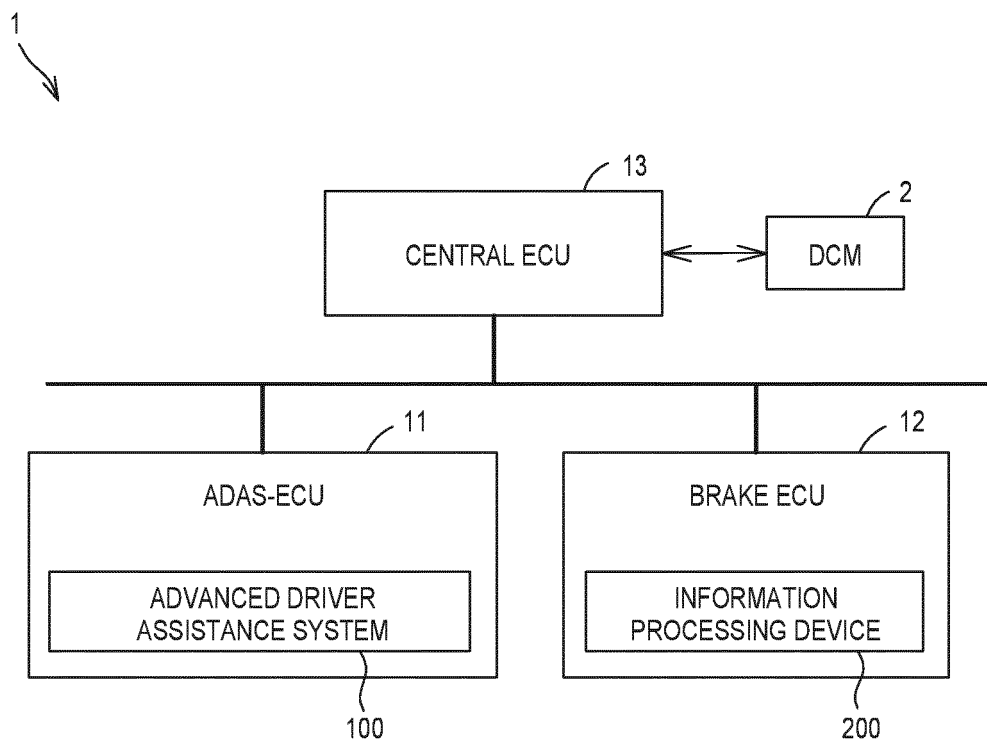 1
13
2
CENTRAL ECU
DCM
11
12
ADAS-ECU
BRAKE ECU
ADVANCED DRIVER
ASSISTANCE SYSTEM
INFORMATION
PROCESSING DEVICE
100
200